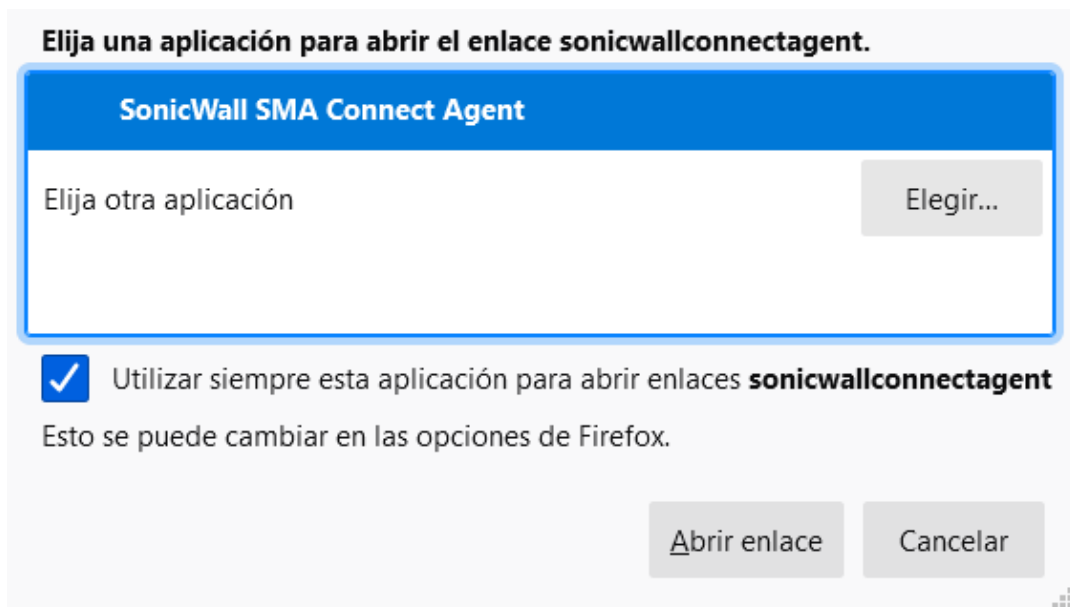 Elija una aplicación para abrir el enlace sonicwallconnectagent.
SonicWall SMA Connect Agent
Elija otra aplicación
Elegir...
Utilizar siempre esta aplicación para abrir enlaces sonicwallconnectagent
Esto se puede cambiar en las opciones de Firefox.
Abrir enlace
Cancelar